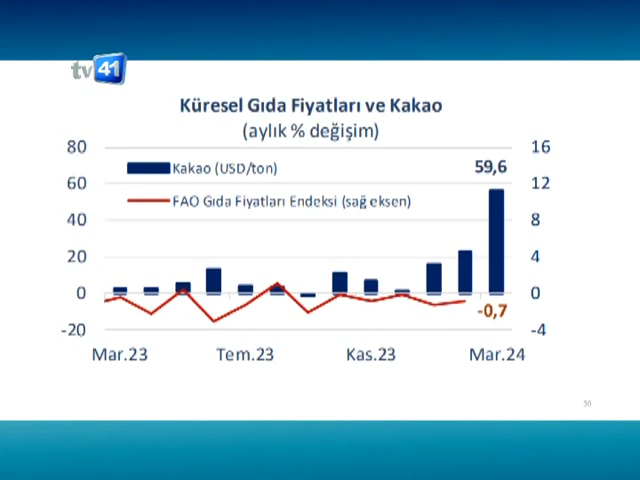 tv41
Küresel Gıda Fiyatları ve Kakao
(aylık % değişim)
80
16
Kakao (USD/ton)
59,6
60
12
FAO Gıda Fiyatları Endeksi (sağ eksen)
40
8
20
4
0
0
-0,7
-20
-4
Mar.23
Tem.23
Kas.23
Mar.24
50